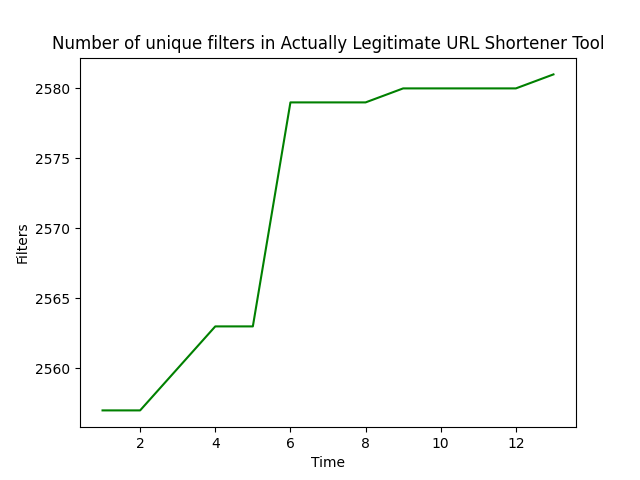 Number of unique filters in Actually Legitimate URL Shortener Tool
2580
2575
2570
2565
2560
Filters
2 4 6 8 10 12
Time